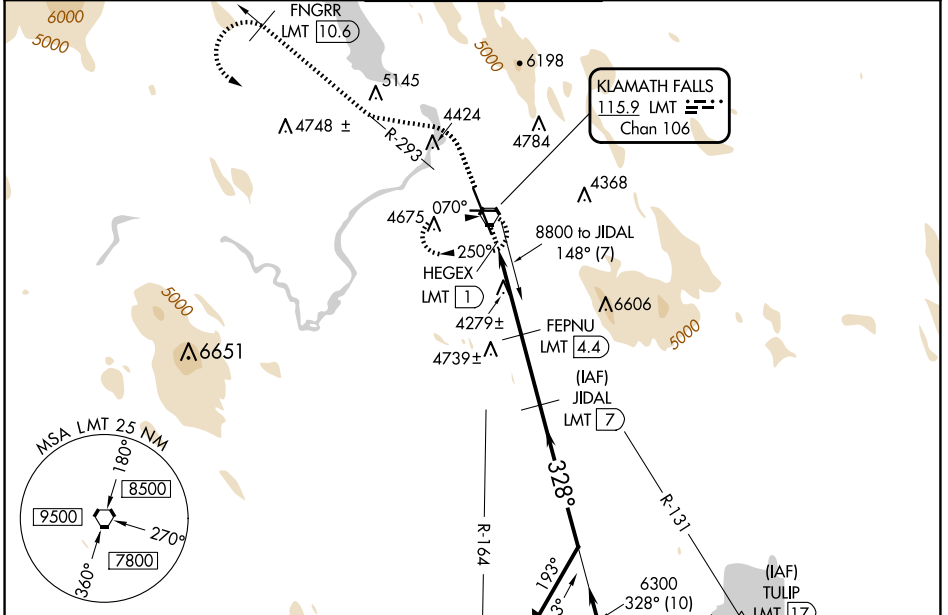 6000
5000
FNGRR
LMT 10.6
5000
6198
5145
KLAMATH FALLS
115.9 LMT
Chan 106
4424
4748 ±
R-293
4784
4368
4675
070°
250°
8800 to JIDAL
148° (7)
HEGEX
LMT 1
5000
4279±
6606
FEPNU
LMT 4.4
5000
6651
4739±
(IAF)
JIDAL
LMT 7
MSA LMT 25 NM
180°
8500
9500
270°
7800
360°
328°
R-131
R-164
193°
3°
6300
328° (10)
(IAF)
TULIP
LMT 17